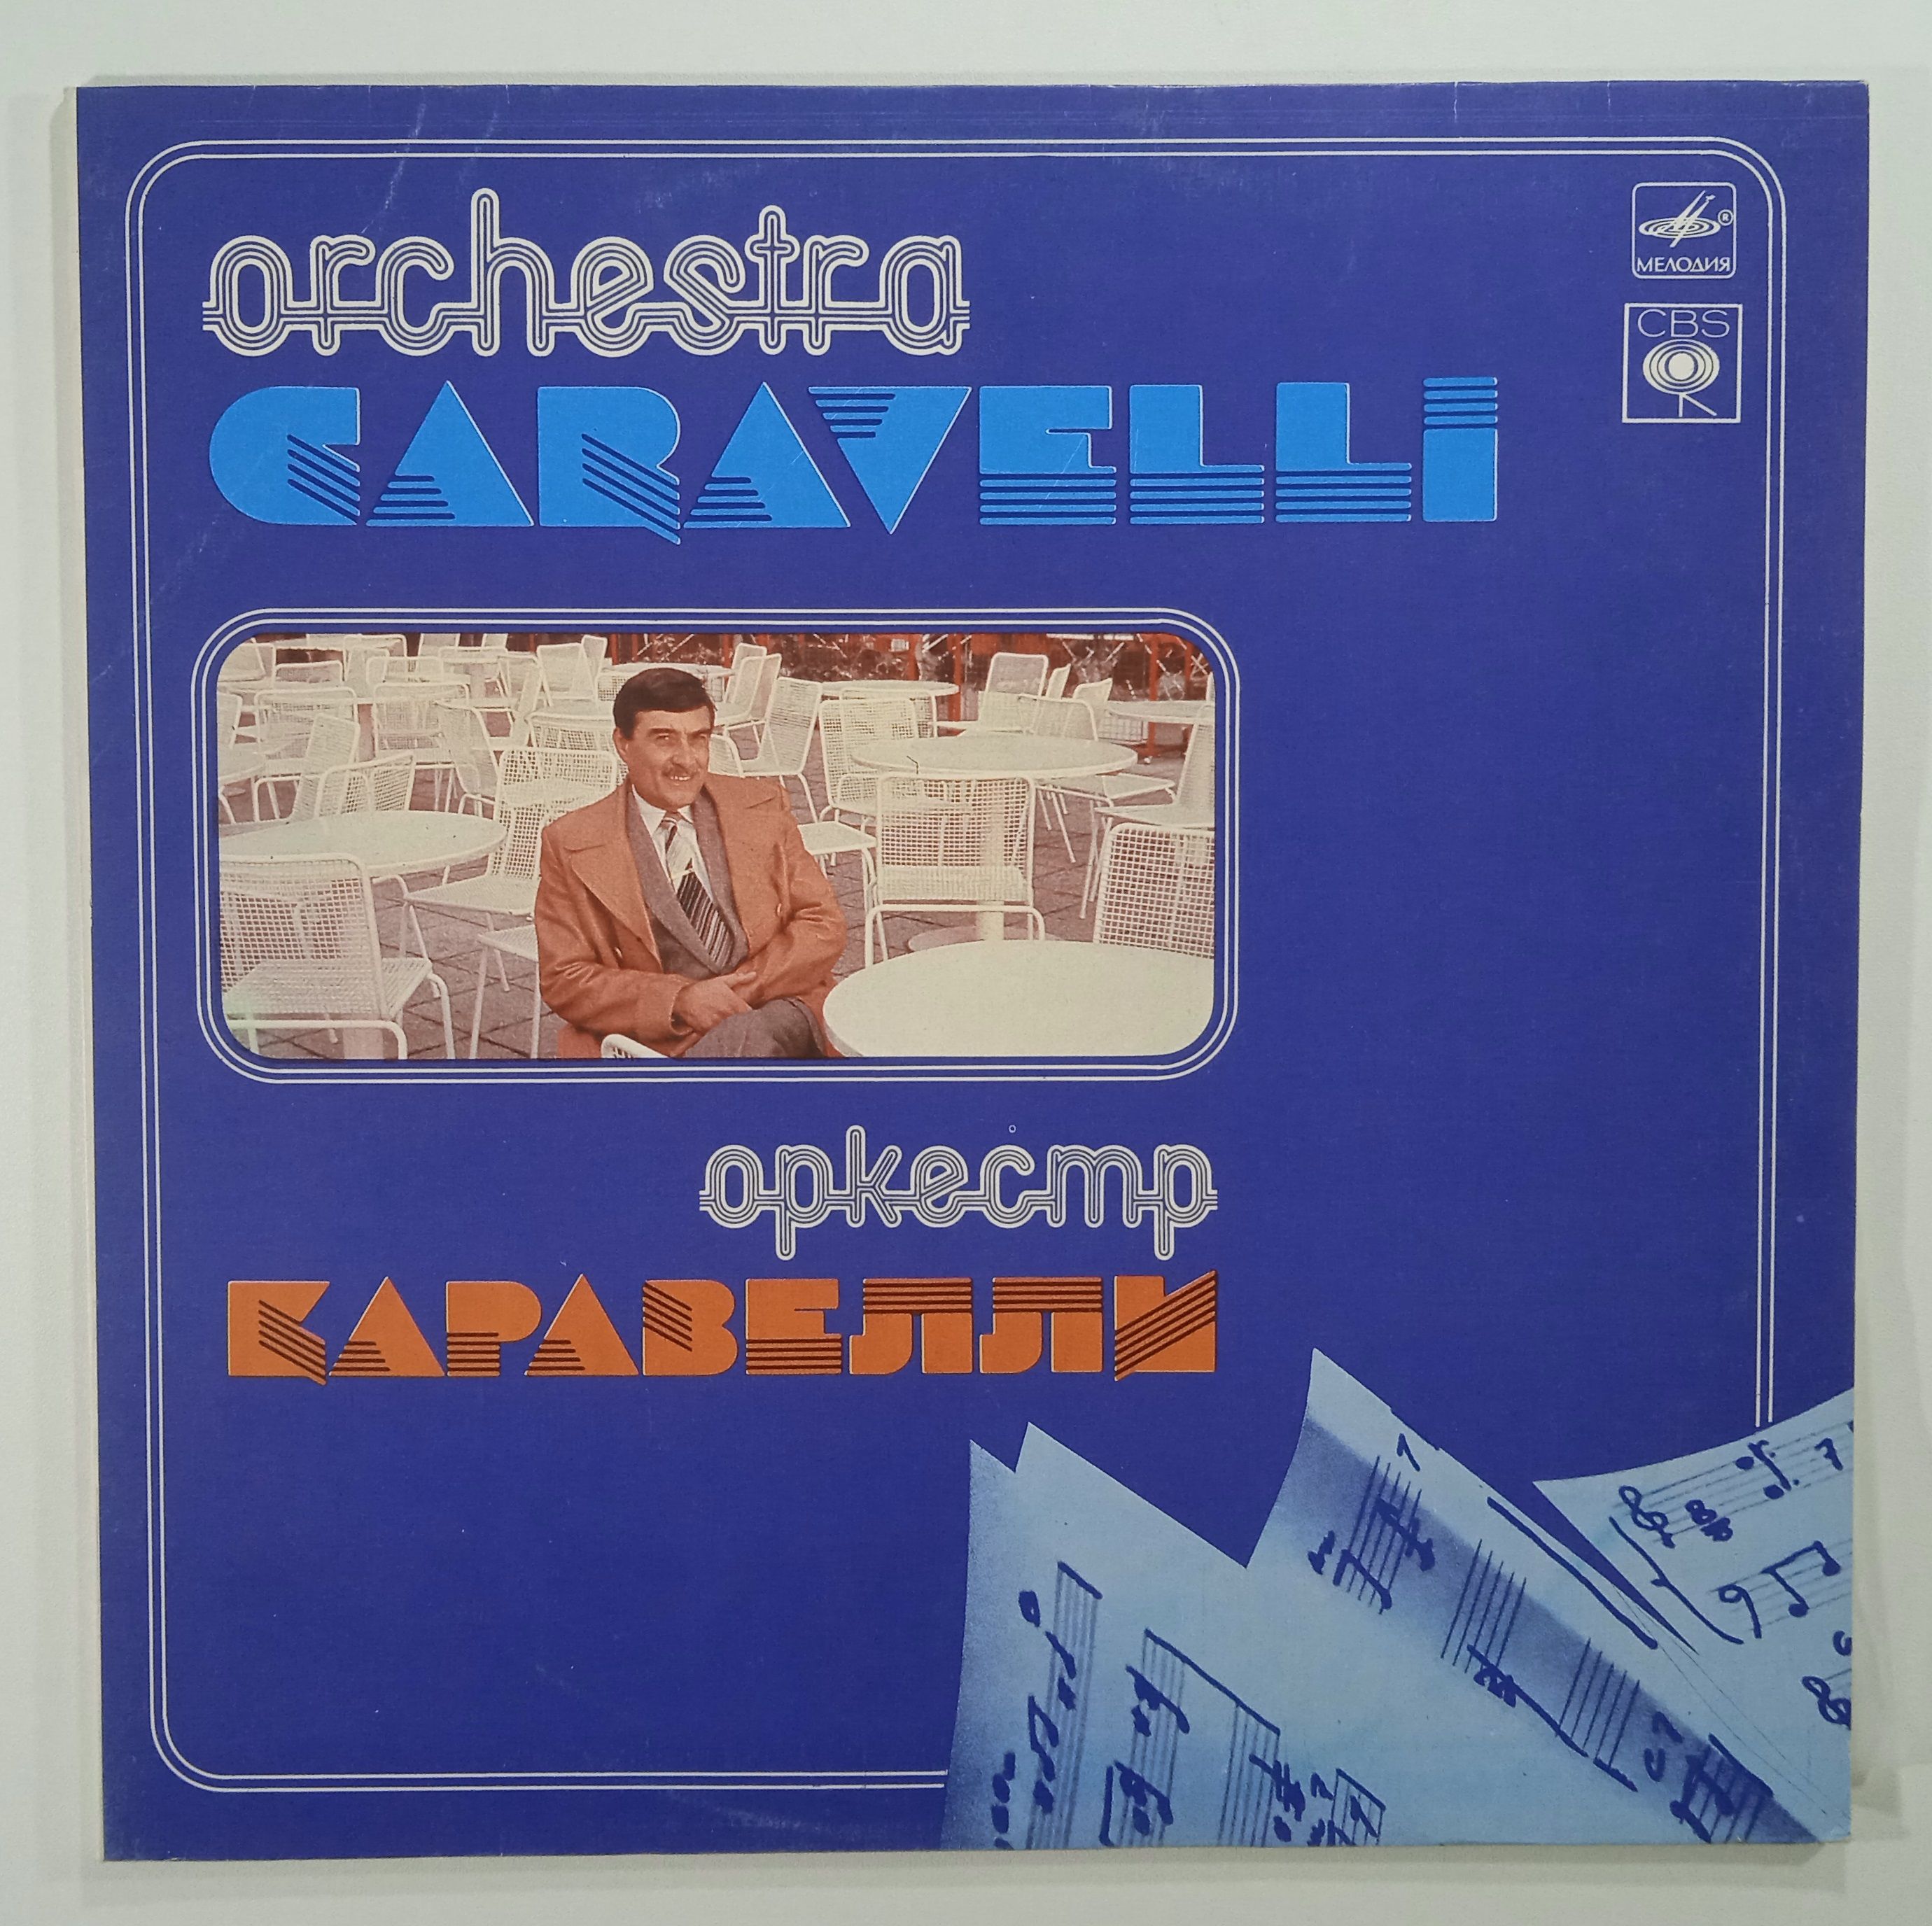 orchestra
CARAVELLI
®
МЕЛОДИЯ
CBS
оркестр
КАРАВЕЛЛИ